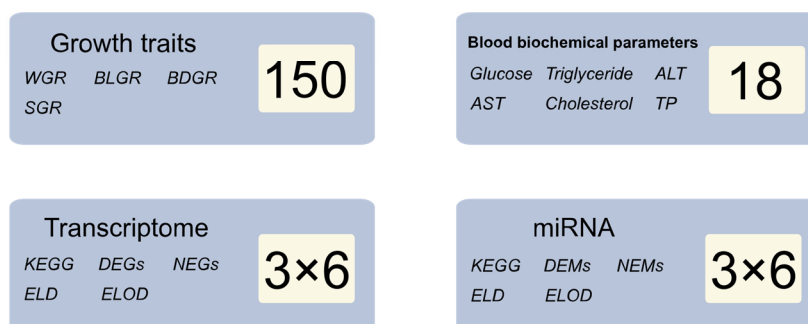 Growth traits
WGR BLGR BDGR
SGR
150
Blood biochemical parameters
Glucose Triglyceride ALT
AST Cholesterol TP
18
Transcriptome
KEGG DEGs NEGs
ELD ELOD
3×6
miRNA
KEGG DEMs NEMs
ELD ELOD
3×6